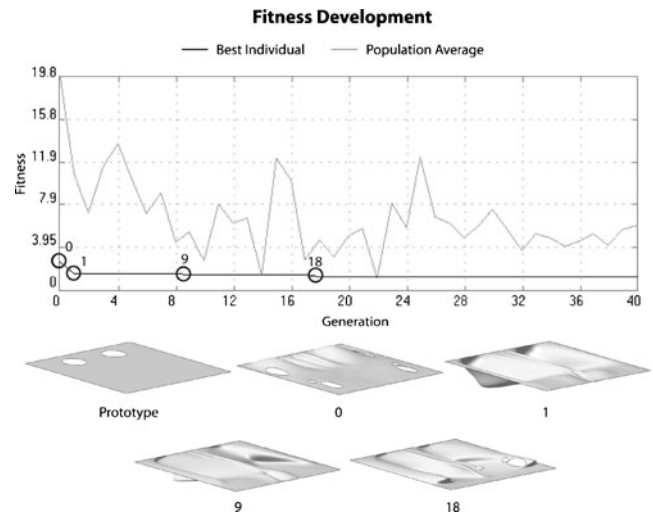 Fitness Development
Best Individual Population Average
19.8
15.8
11.9
7.9
3.95
0
Fitness
0
1
9
18
0 4 8 12 16 20 24 28 32 36 40
Generation
Prototype 0 1
9 18